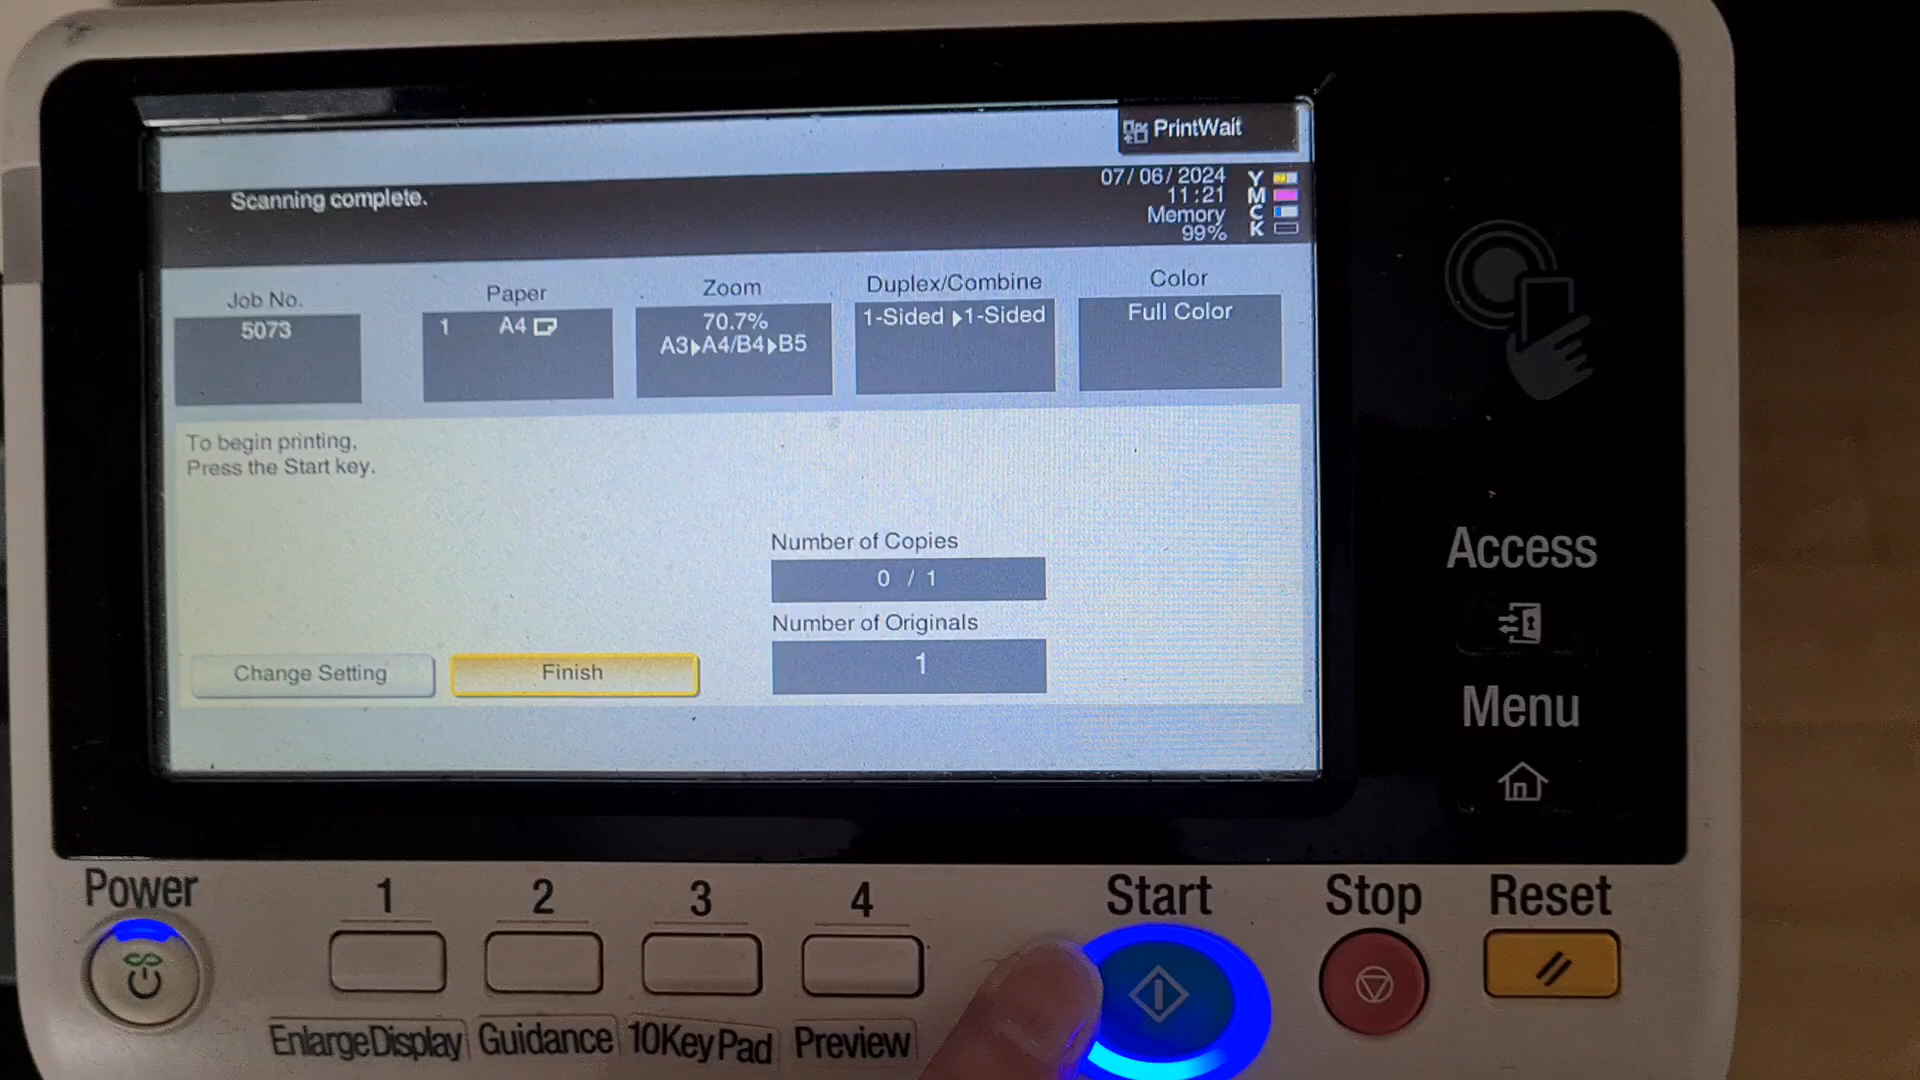 PrintWait
Scanning complete.
07/06/2024
11:21
Memory
99%
Y
M
C
K
Job No.
5073
Paper
1 A4
Zoom
70.7%
A3▸A4/B4▸B5
Duplex/Combine
1-Sided ▸1-Sided
Color
Full Color
To begin printing,
Press the Start key.
Number of Copies
0 / 1
Number of Originals
1
Change Setting
Finish
Access
Menu
Power
1
2
3
4
Start
Stop
Reset
EnlargeDisplay
Guidance
10KeyPad
Preview